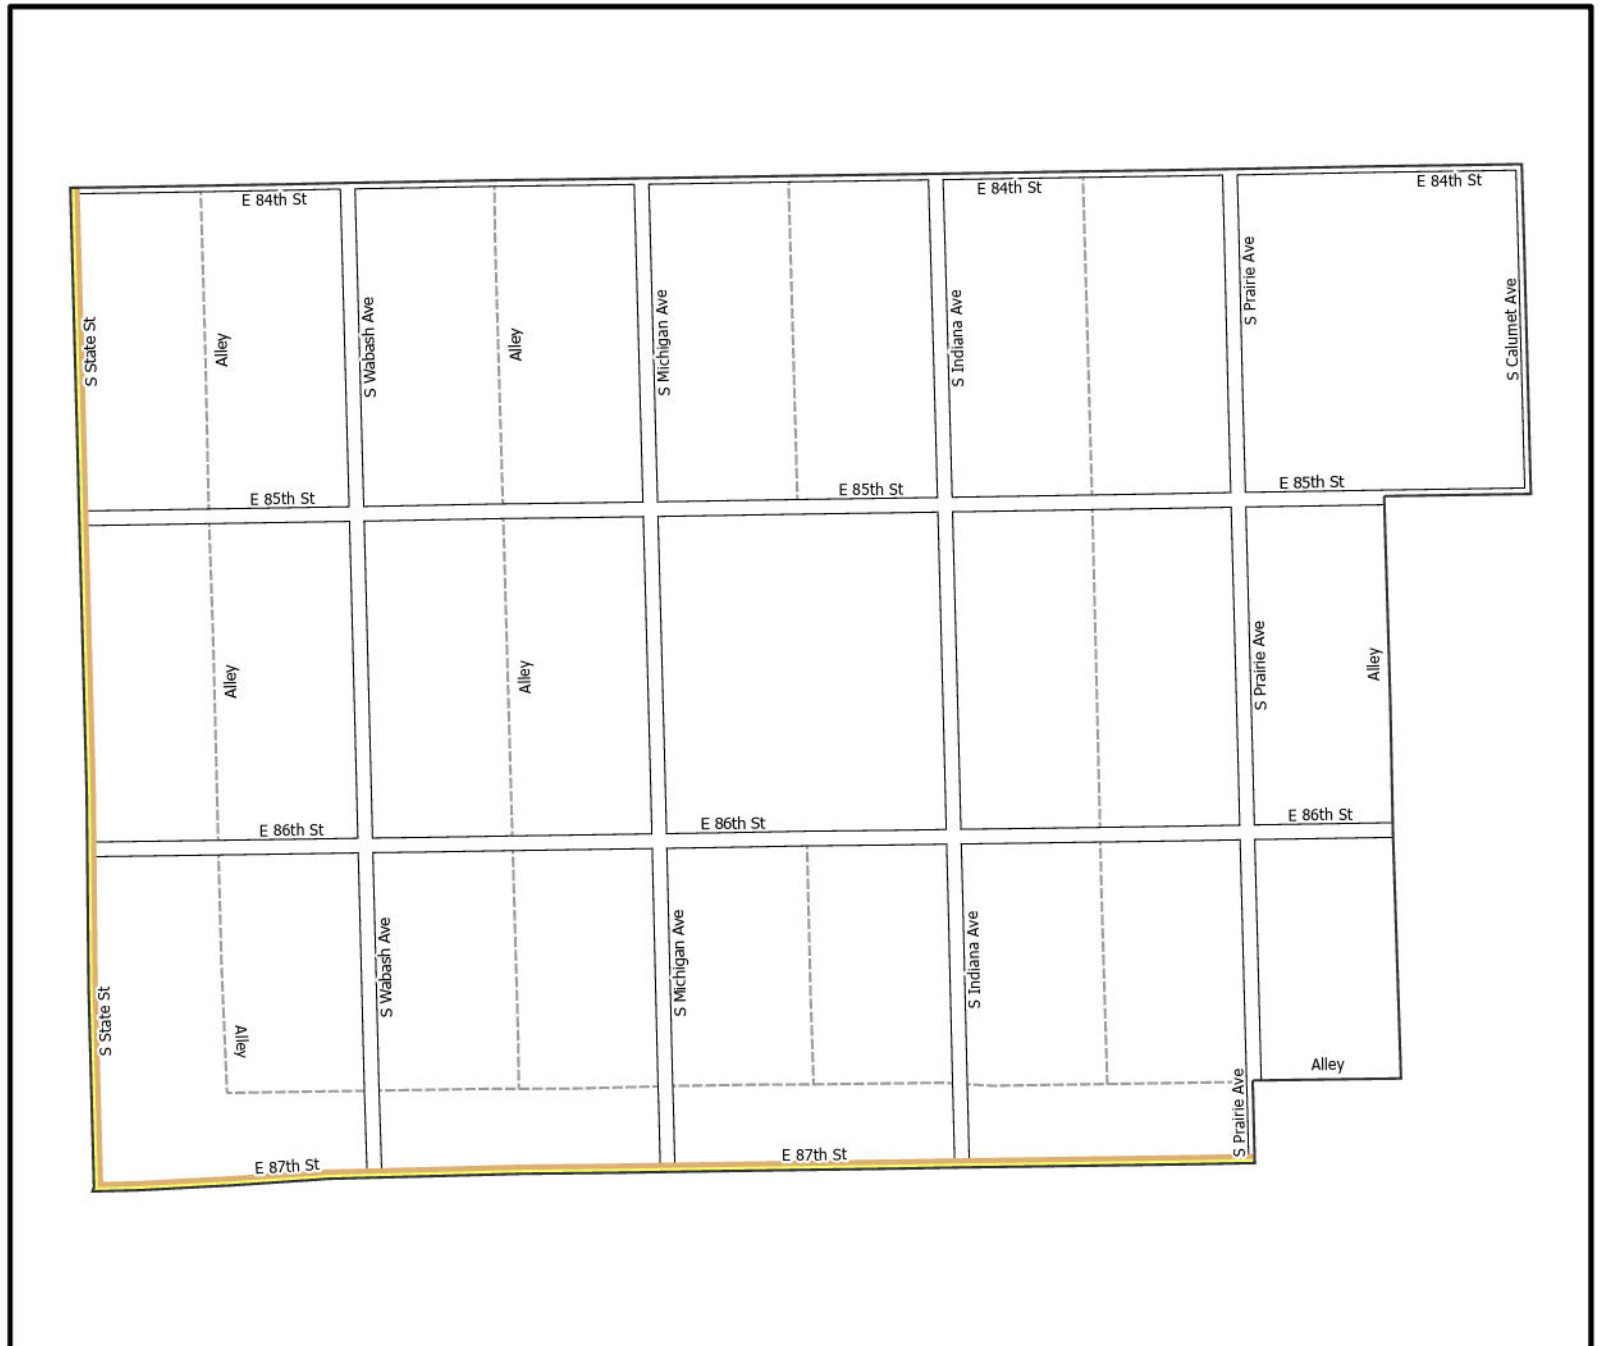 E 84th St
E 84th St
E 84th St
S State St
Alley
S Wabash Ave
Alley
S Michigan Ave
S Indiana Ave
S Prairie Ave
S Calumet Ave
E 85th St
E 85th St
E 85th St
Alley
Alley
S Prairie Ave
Alley
E 86th St
E 86th St
E 86th St
S State St
Alley
S Wabash Ave
S Michigan Ave
S Indiana Ave
S Prairie Ave
Alley
E 87th St
E 87th St